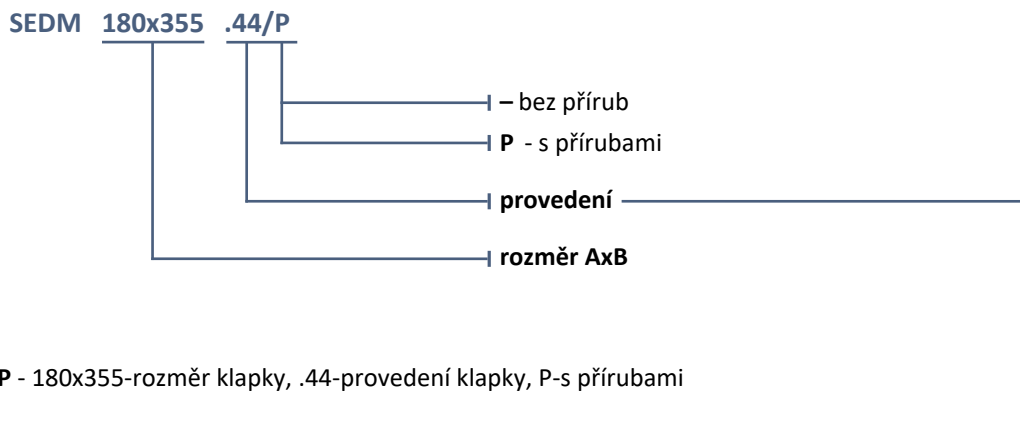 SEDM 180x355 .44/P
– bez přírub
P - s přírubami
provedení
rozměr AxB
P - 180x355-rozměr klapky, .44-provedení klapky, P-s přírubami